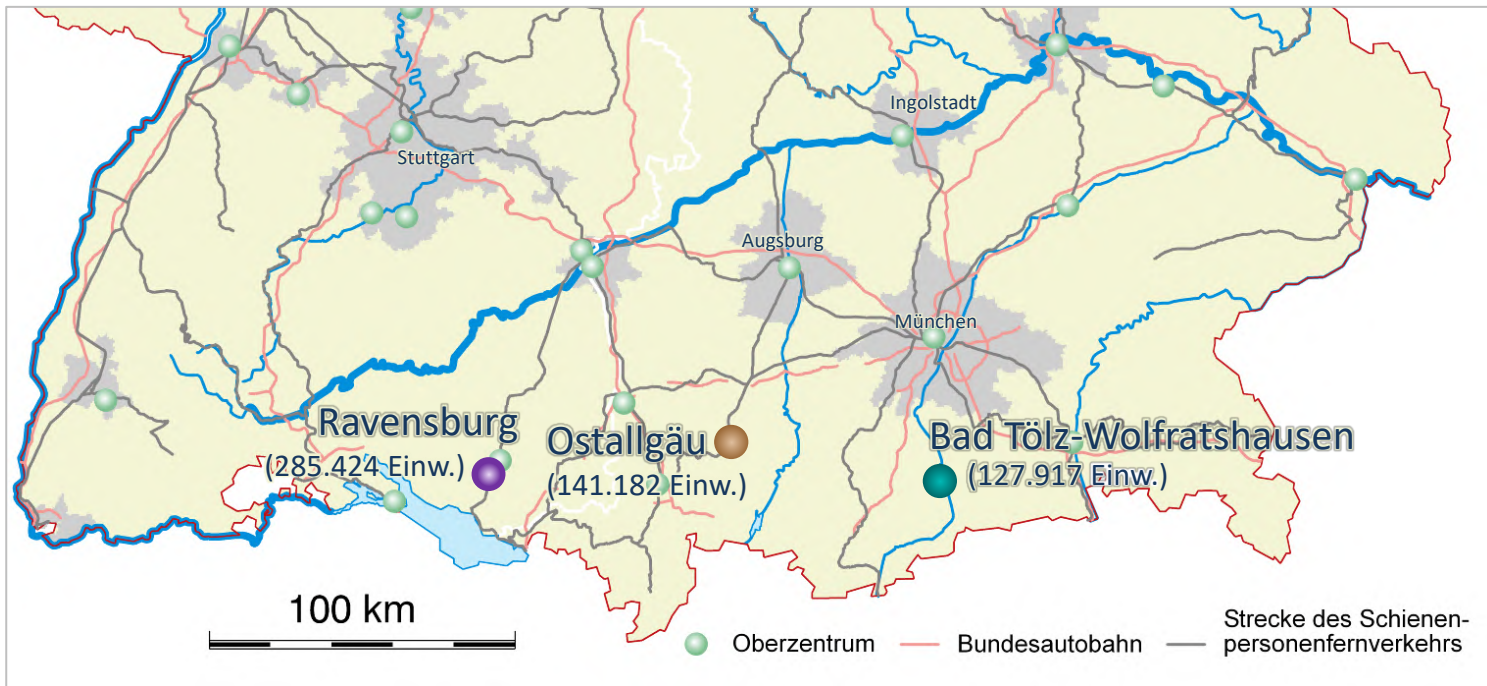 Ingolstadt
Stuttgart
Augsburg
München
Ravensburg
(285.424 Einw.)
Ostallgäu
(141.182 Einw.)
Bad Tölz-Wolfratshausen
(127.917 Einw.)
100 km
Oberzentrum
Bundesautobahn
Strecke des Schienen-
personenfernverkehrs